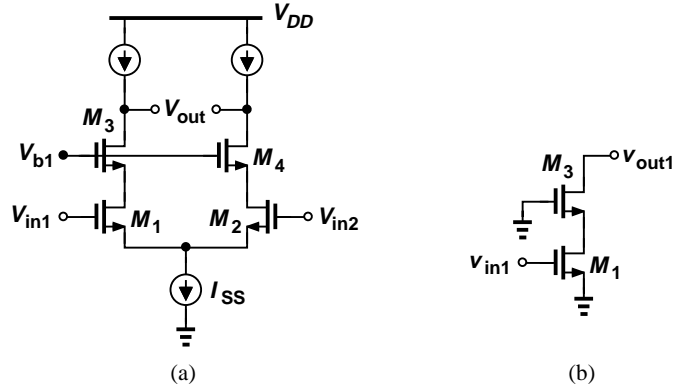 V_DD
V_out
M_3
V_b1
M_4
V_in1
M_1
M_2
V_in2
I_SS
(a)
v_out1
M_3
v_in1
M_1
(b)